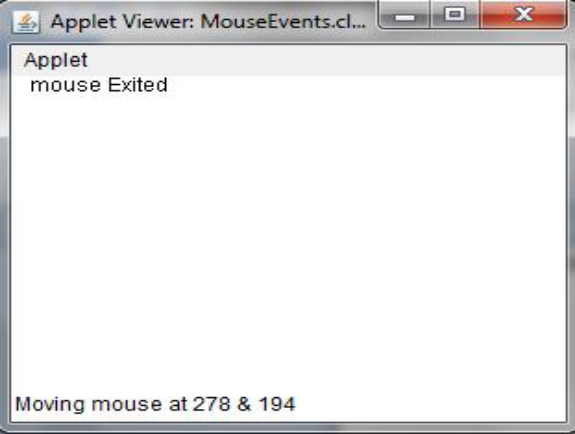 Applet Viewer: MouseEvents.cl...
Applet
mouse Exited
Moving mouse at 278 & 194